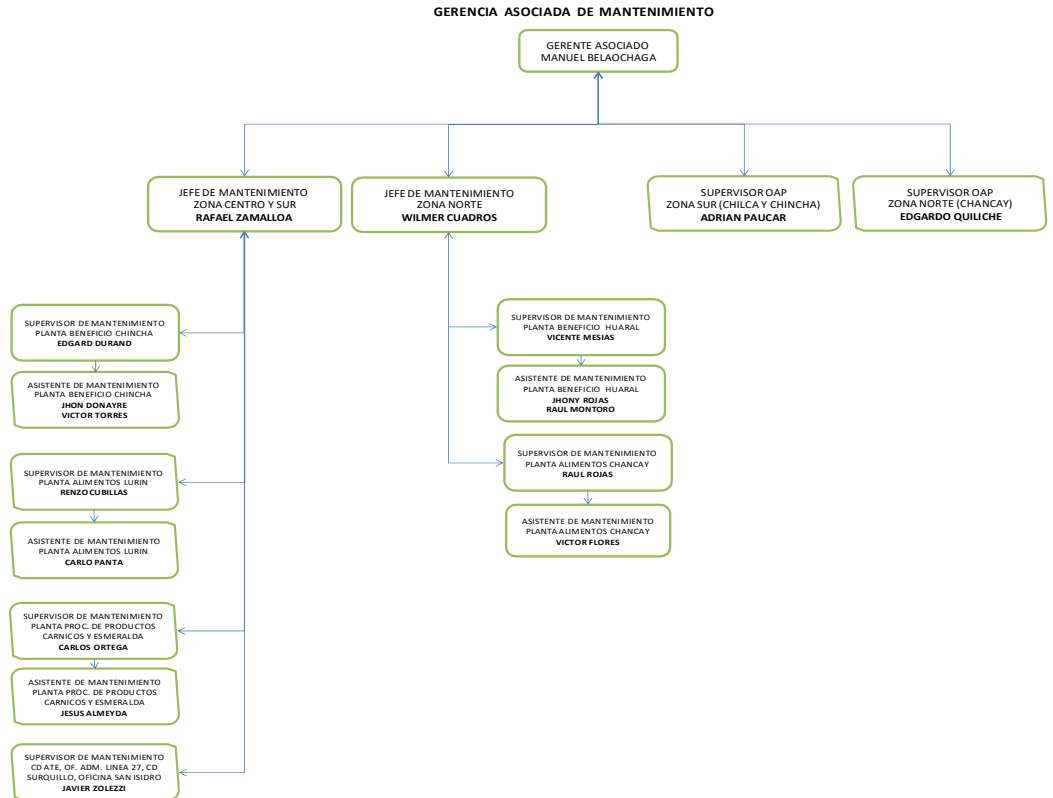 GERENCIA ASOCIADA DE MANTENIMIENTO
GERENTE ASOCIADO
MANUEL BELAOCHAGA
JEFE DE MANTENIMIENTO
ZONA CENTRO Y SUR
RAFAEL ZAMALLOA
JEFE DE MANTENIMIENTO
ZONA NORTE
WILMER CUADROS
SUPERVISOR OAP
ZONA SUR (CHILCA Y CHINCHA)
ADRIAN PAUCAR
SUPERVISOR OAP
ZONA NORTE (CHANCAY)
EDGARDO QUILICHE
SUPERVISOR DE MANTENIMIENTO
PLANTA BENEFICIO CHINCHA
EDGARD DURAND
ASISTENTE DE MANTENIMIENTO
PLANTA BENEFICIO CHINCHA
JHON DONAYRE
VICTOR TORRES
SUPERVISOR DE MANTENIMIENTO
PLANTA ALIMENTOS LURIN
RENZO CUBILLAS
ASISTENTE DE MANTENIMIENTO
PLANTA ALIMENTOS LURIN
CARLO PANTA
SUPERVISOR DE MANTENIMIENTO
PLANTA PROC. DE PRODUCTOS
CARNICOS Y ESMERALDA
CARLOS ORTEGA
ASISTENTE DE MANTENIMIENTO
PLANTA PROC. DE PRODUCTOS
CARNICOS Y ESMERALDA
JESUS ALMEYDA
SUPERVISOR DE MANTENIMIENTO
CD ATE, OF. ADM. LINEA 27, CD
SURQUILLO, OFICINA SAN ISIDRO
JAVIER ZOLEZZI
SUPERVISOR DE MANTENIMIENTO
PLANTA BENEFICIO HUARAL
VICENTE MESIAS
ASISTENTE DE MANTENIMIENTO
PLANTA BENEFICIO HUARAL
JHONY ROJAS
RAUL MONTORO
SUPERVISOR DE MANTENIMIENTO
PLANTA ALIMENTOS CHANCAY
RAUL ROJAS
ASISTENTE DE MANTENIMIENTO
PLANTA ALIMENTOS CHANCAY
VICTOR FLORES